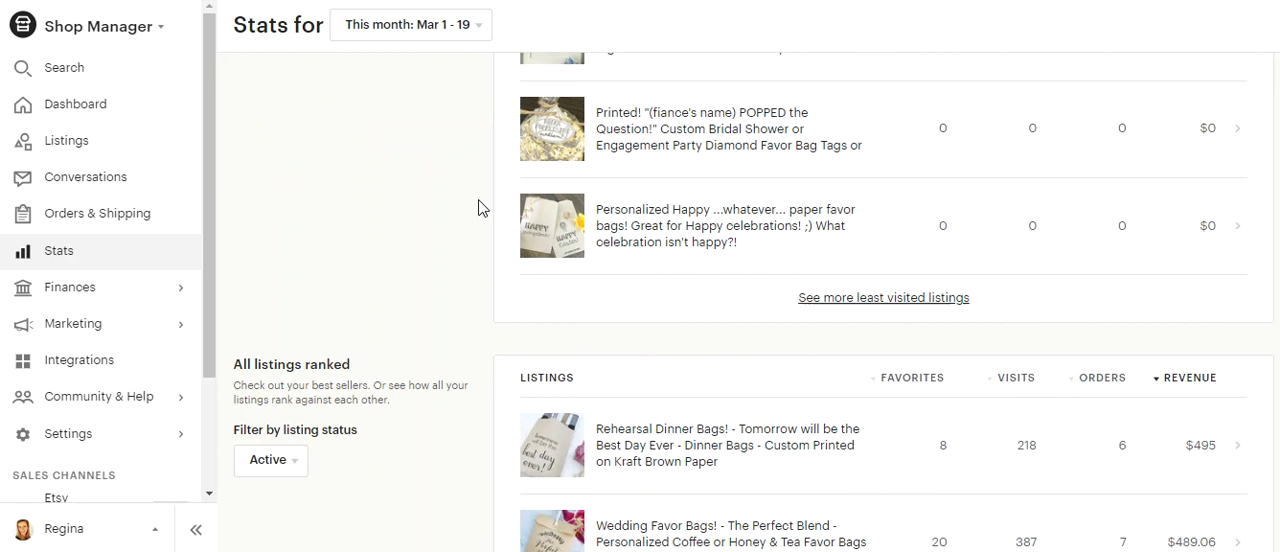 Shop Manager
Search
Dashboard
Listings
Conversations
Orders & Shipping
Stats
Finances
Marketing
Integrations
Community & Help
Settings
SALES CHANNELS
Etsy
Regina
Stats for
This month: Mar 1 - 19
Printed! "(fiance's name) POPPED the
Question!" Custom Bridal Shower or
Engagement Party Diamond Favor Bag Tags or
0 0 0 $0
Personalized Happy ...whatever... paper favor
bags! Great for Happy celebrations! ;) What
celebration isn't happy?!
0 0 0 $0
HAPPY
HAPPY
See more least visited listings
All listings ranked
Check out your best sellers. Or see how all your
listings rank against each other.
Filter by listing status
Active
LISTINGS FAVORITES VISITS ORDERS REVENUE
Rehearsal Dinner Bags! - Tomorrow will be the
Best Day Ever - Dinner Bags - Custom Printed
on Kraft Brown Paper
8 218 6 $495
best day
ever!
Wedding Favor Bags! - The Perfect Blend -
Personalized Coffee or Honey & Tea Favor Bags
20 387 7 $489.06